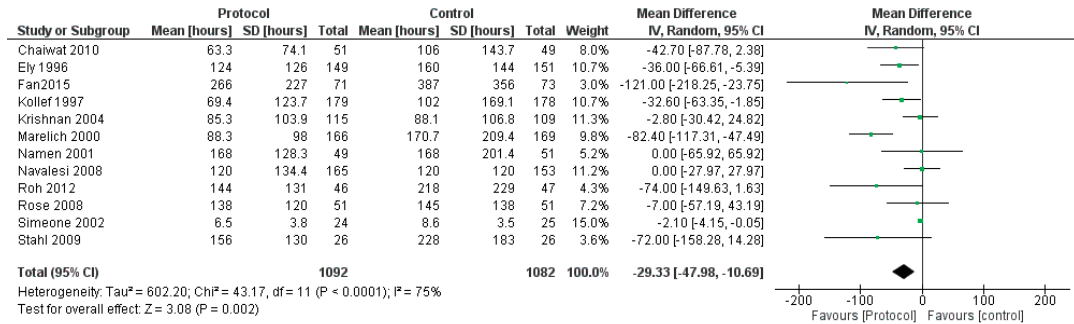 Protocol Control Mean Difference Mean Difference
Study or Subgroup Mean [hours] SD [hours] Total Mean [hours] SD [hours] Total Weight IV, Random, 95% CI IV, Random, 95% CI
Chaiwat 2010 63.3 74.1 51 106 143.7 49 8.0% -42.70 [-87.78, 2.38]
Ely 1996 124 126 149 160 144 151 10.7% -36.00 [-66.61, -5.39]
Fan2015 266 227 71 387 356 73 3.0% -121.00 [-218.25, -23.75]
Kollef 1997 69.4 123.7 179 102 169.1 178 10.7% -32.60 [-63.35, -1.85]
Krishnan 2004 85.3 103.9 115 88.1 106.8 109 11.3% -2.80 [-30.42, 24.82]
Marelich 2000 88.3 98 166 170.7 209.4 169 9.8% -82.40 [-117.31, -47.49]
Namen 2001 168 128.3 49 168 201.4 51 5.2% 0.00 [-65.92, 65.92]
Navalesi 2008 120 134.4 165 120 120 153 11.2% 0.00 [-27.97, 27.97]
Roh 2012 144 131 46 218 229 47 4.3% -74.00 [-149.63, 1.63]
Rose 2008 138 120 51 145 138 51 7.2% -7.00 [-57.19, 43.19]
Simeone 2002 6.5 3.8 24 8.6 3.5 25 15.0% -2.10 [-4.15, -0.05]
Stahl 2009 156 130 26 228 183 26 3.6% -72.00 [-158.28, 14.28]
Total (95% CI) 1092 1082 100.0% -29.33 [-47.98, -10.69]
Heterogeneity: Tau² = 602.20; Chi² = 43.17, df = 11 (P < 0.0001); I² = 75%
Test for overall effect: Z = 3.08 (P = 0.002)
-200 -100 0 100 200
Favours [Protocol] Favours [control]